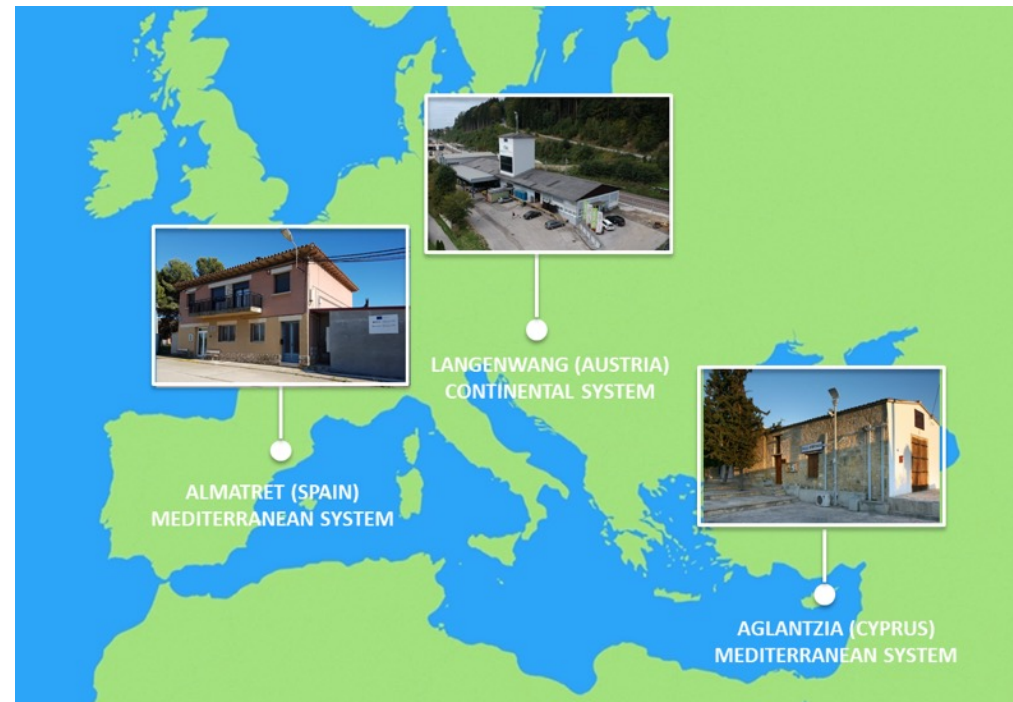 LANGENWANG (AUSTRIA)
CONTINENTAL SYSTEM
ALMATRET (SPAIN)
MEDITERRANEAN SYSTEM
AGLANTZIA (CYPRUS)
MEDITERRANEAN SYSTEM